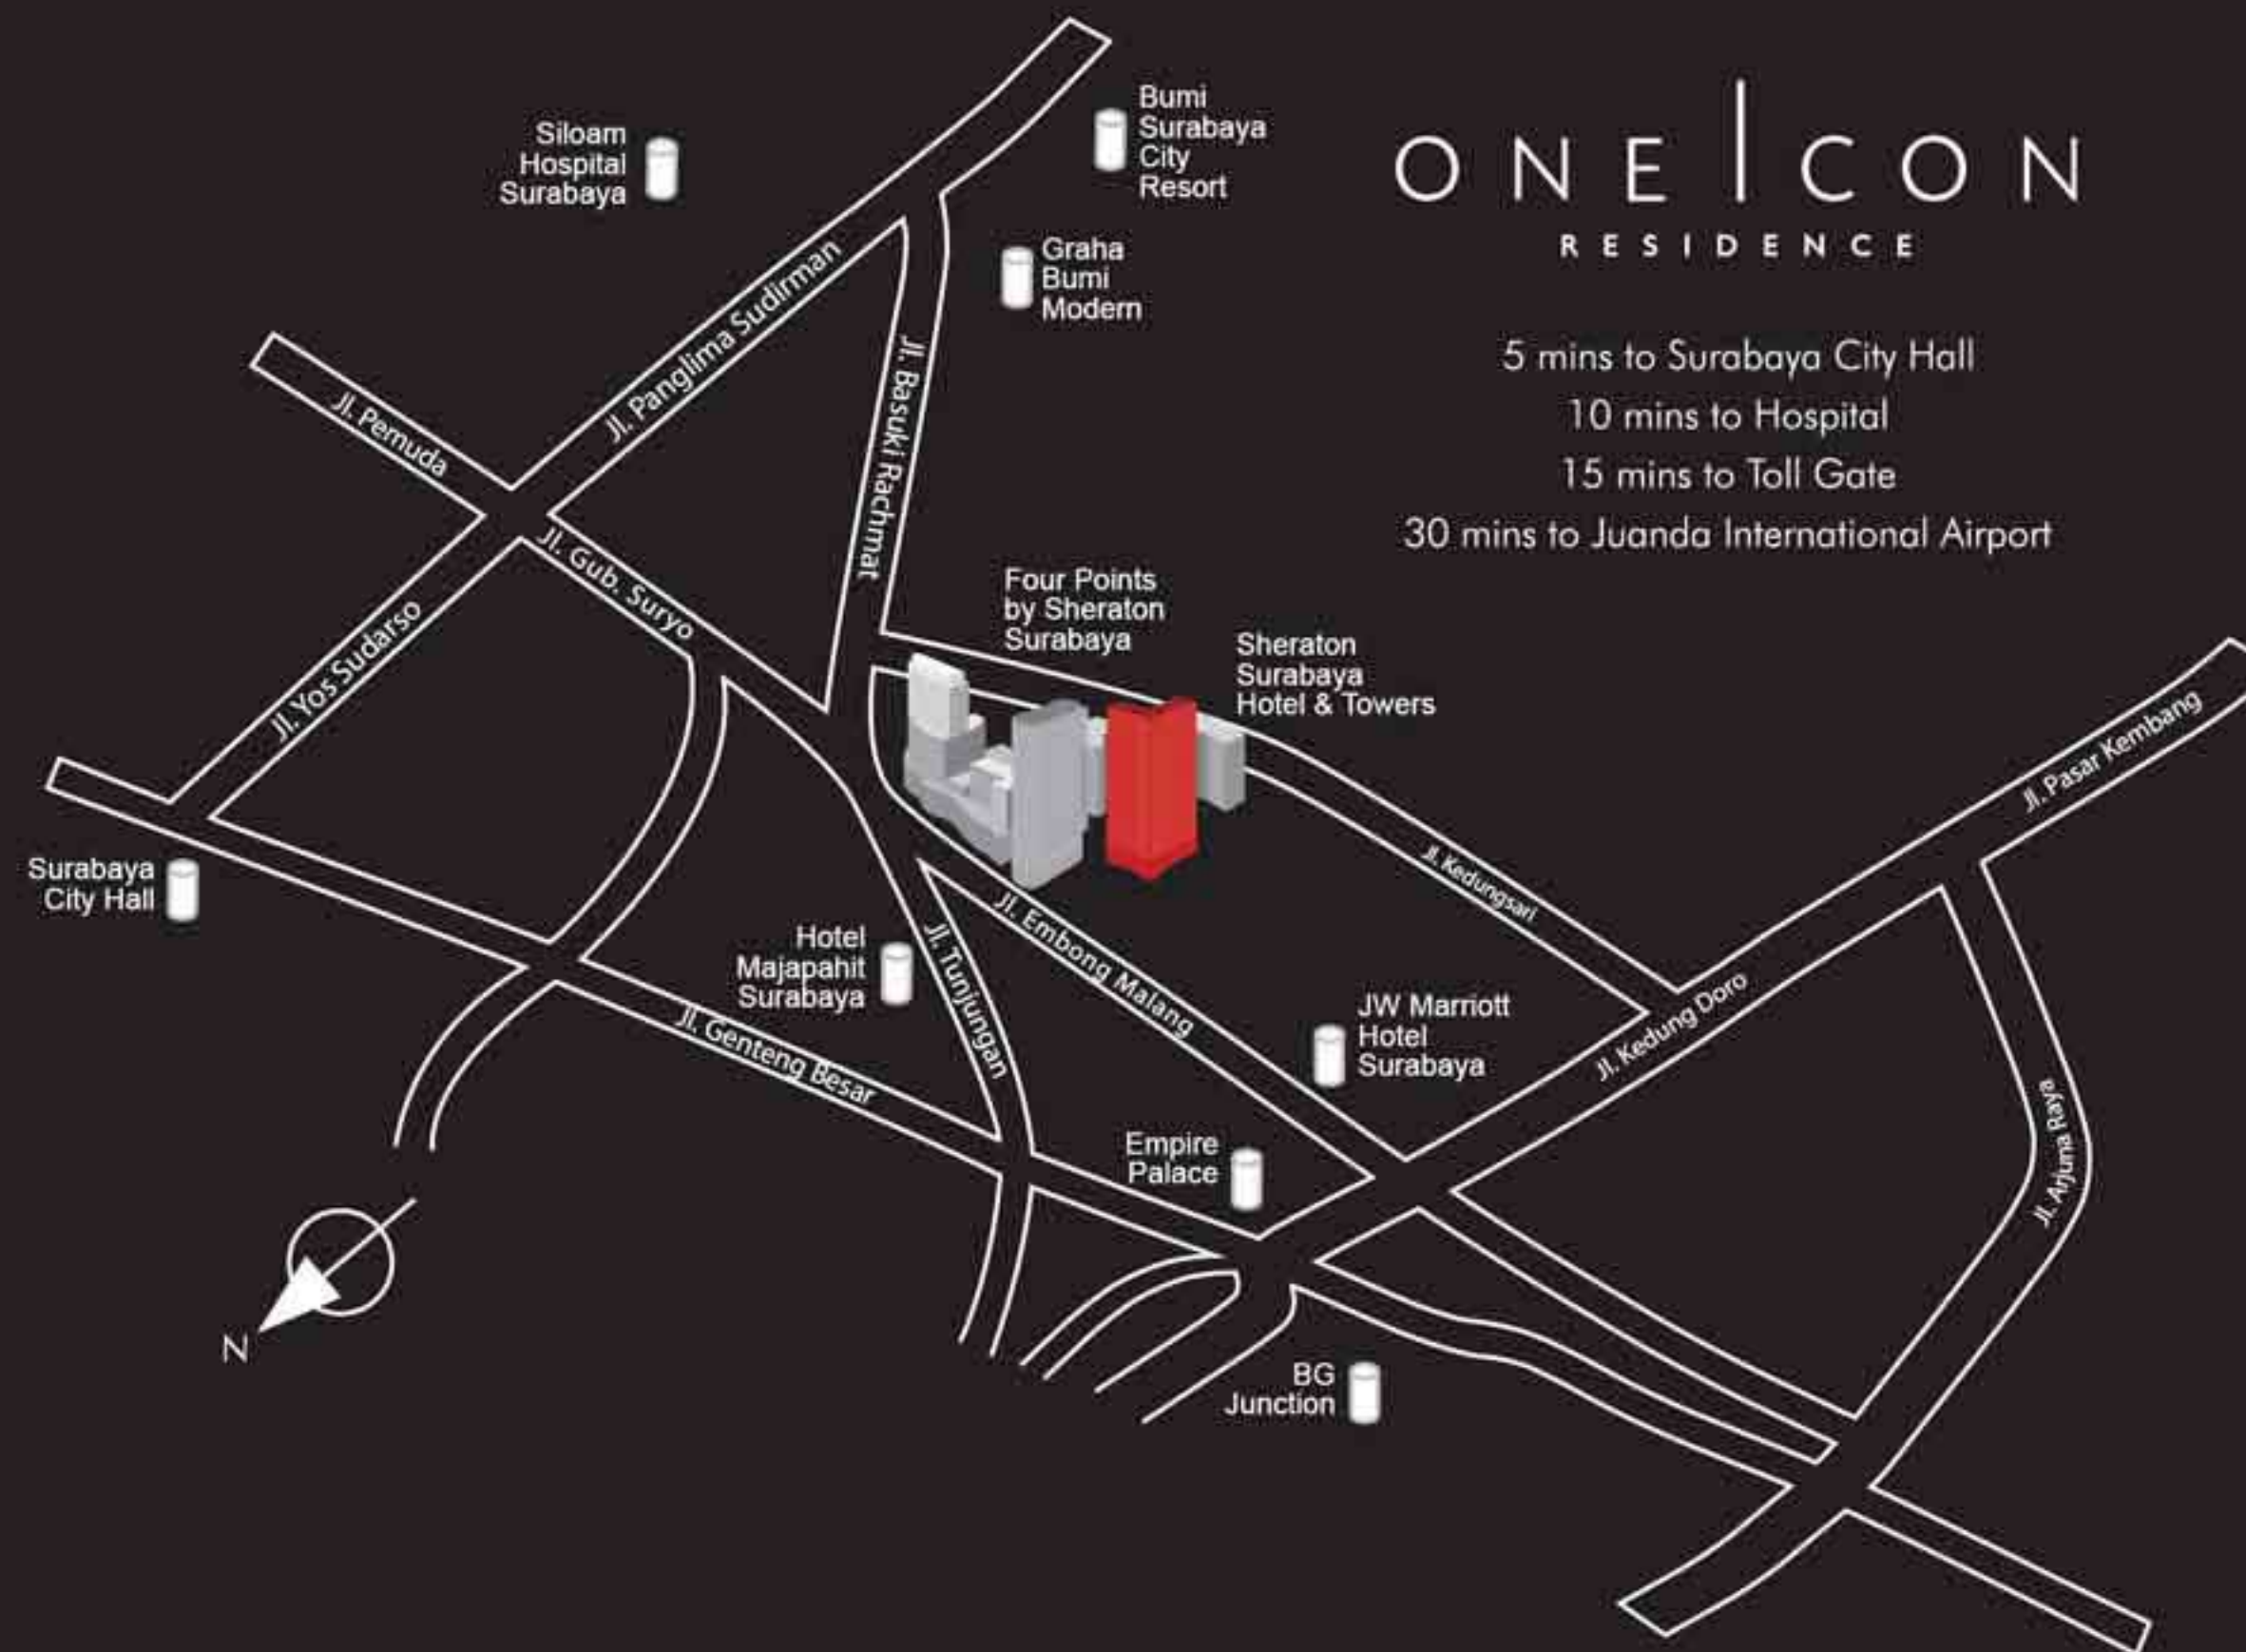 Siloam
Hospital
Surabaya
Bumi
Surabaya
City
Resort
Graha
Bumi
Modern
ONE ICON
RESIDENCE
5 mins to Surabaya City Hall
10 mins to Hospital
15 mins to Toll Gate
30 mins to Juanda International Airport
Jl. Panglima Sudirman
Jl. Basuki Rachmat
Jl. Pemuda
Jl. Gub. Suryo
Jl. Yos Sudarso
Four Points
by Sheraton
Surabaya
Sheraton
Surabaya
Hotel & Towers
Jl. Pasar Kembang
Jl. Kedungsari
Surabaya
City Hall
Hotel
Majapahit
Surabaya
Jl. Tunjungan
Jl. Embong Malang
Jl. Genteng Besar
JW Marriott
Hotel
Surabaya
Jl. Kedung Doro
Jl. Arjuna Raya
Empire
Palace
N
BG
Junction